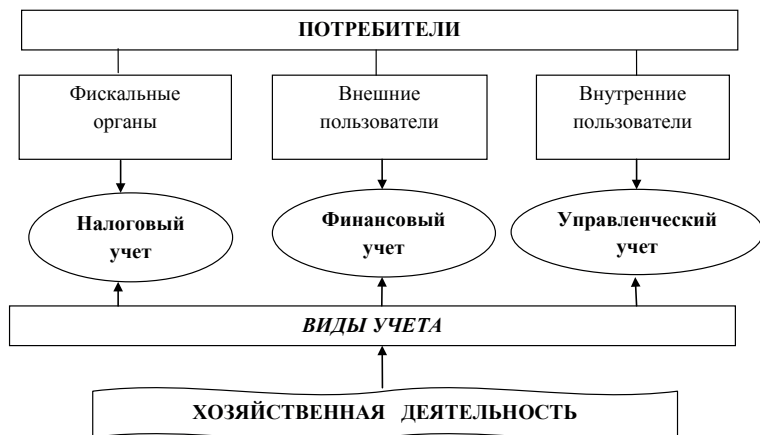 ПОТРЕБИТЕЛИ
Фискальные
органы
Внешние
пользователи
Внутренние
пользователи
Налоговый
учет
Финансовый
учет
Управленческий
учет
ВИДЫ УЧЕТА
ХОЗЯЙСТВЕННАЯ ДЕЯТЕЛЬНОСТЬ